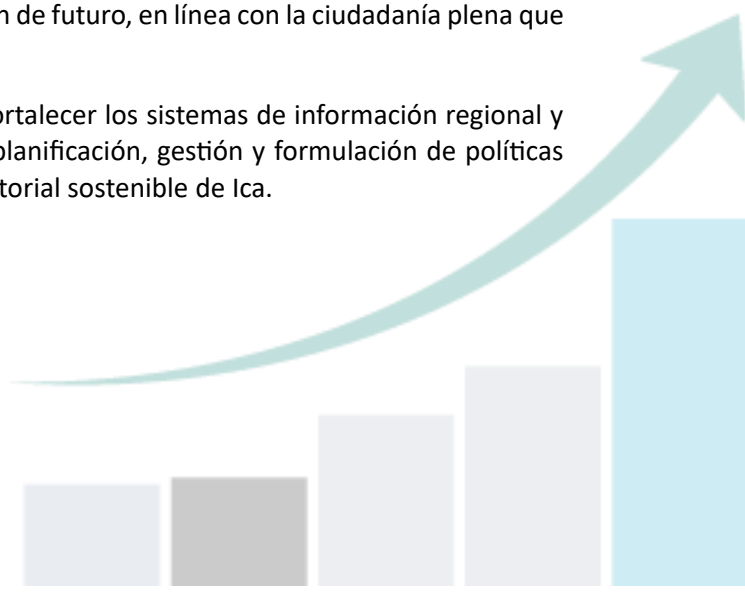 n de futuro, en línea con la ciudadanía plena que
ortalecer los sistemas de información regional y
planificación, gestión y formulación de políticas
itorial sostenible de Ica.